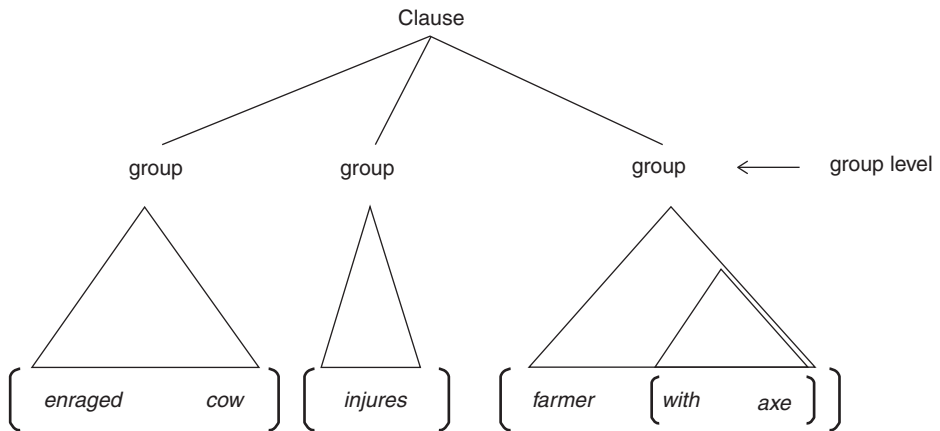 Clause
group group group group level
enraged cow injures farmer with axe